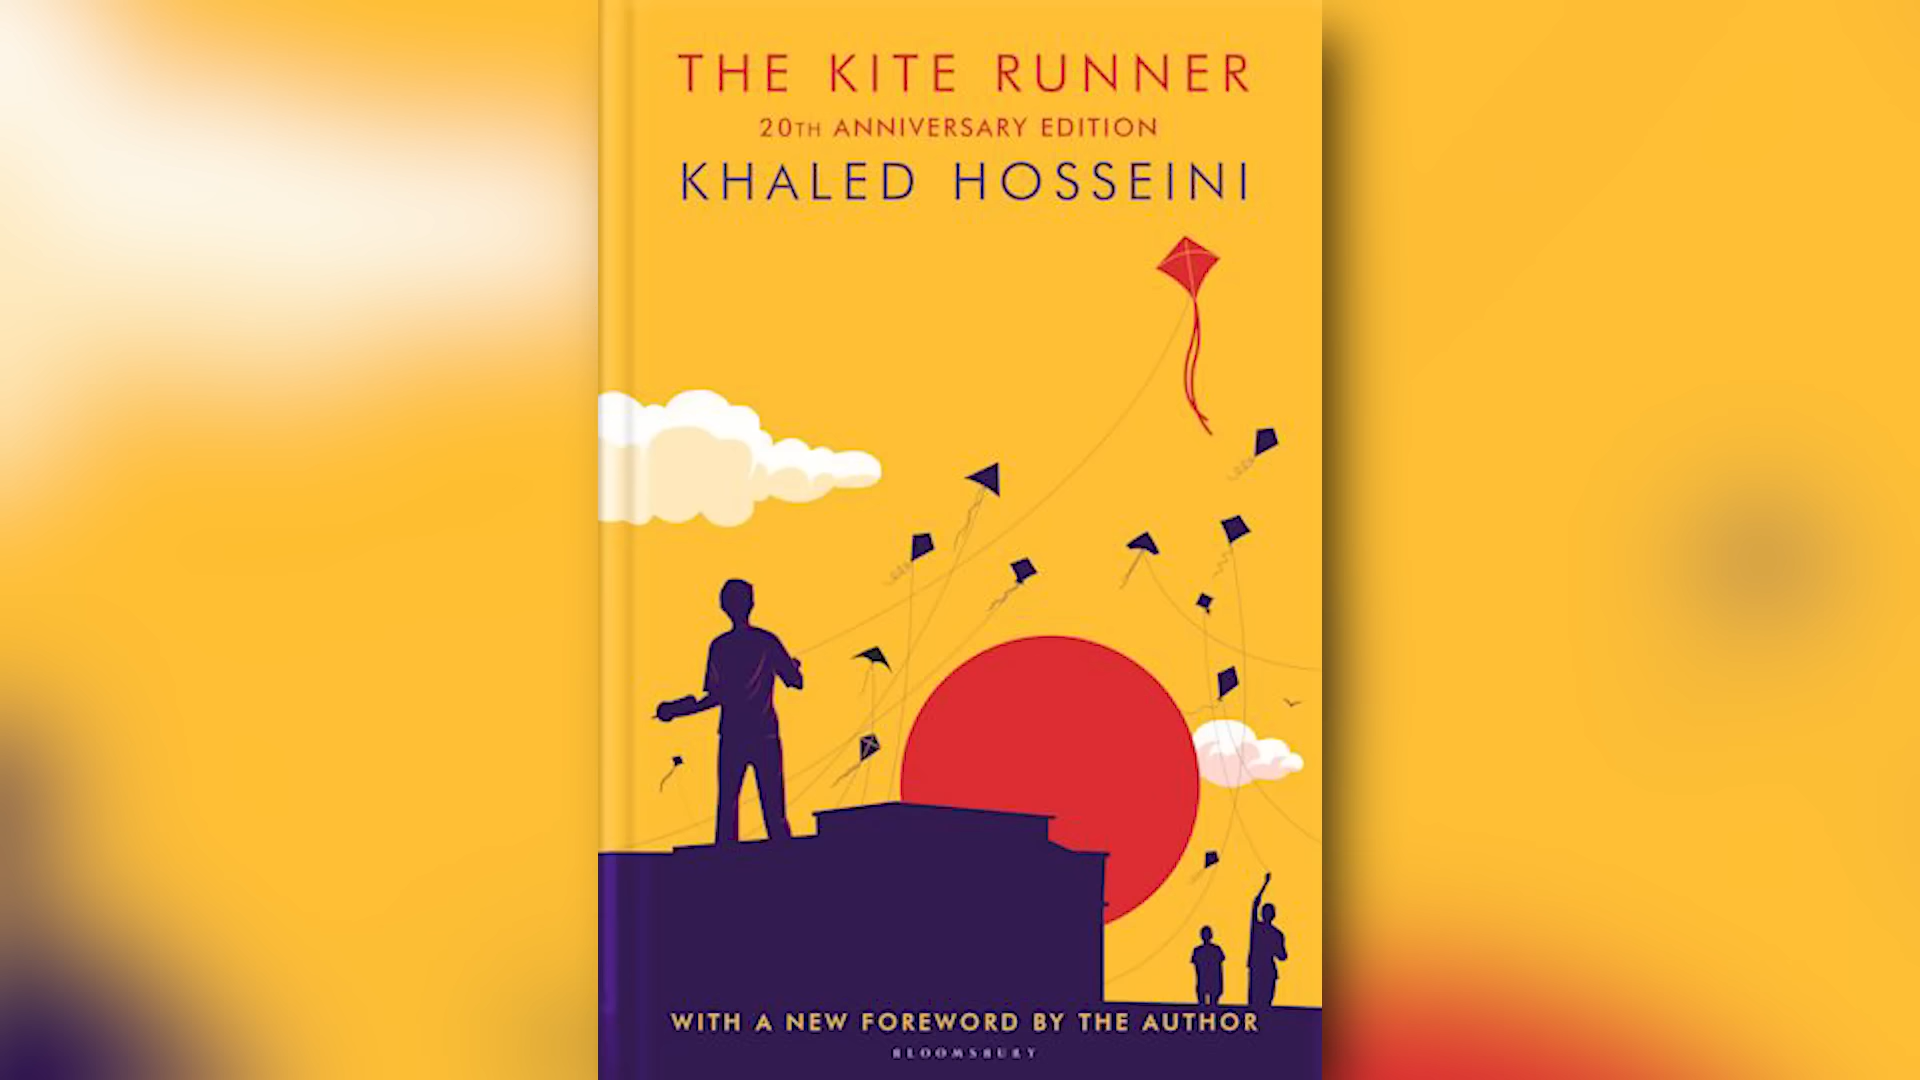 THE KITE RUNNER
20TH ANNIVERSARY EDITION
KHALED HOSSEINI
WITH A NEW FOREWORD BY THE AUTHOR
BLOOMSBURY